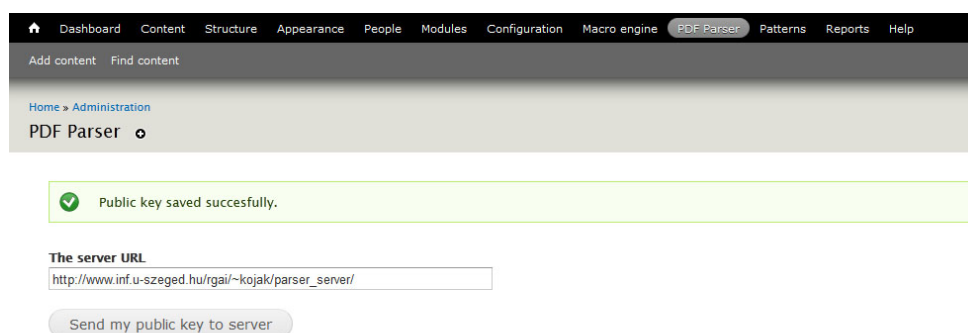 Dashboard Content Structure Appearance People Modules Configuration Macro engine PDF Parser Patterns Reports Help
Add content Find content
Home » Administration
PDF Parser
Public key saved succesfully.
The server URL
http://www.inf.u-szeged.hu/rgai/~kojak/parser_server/
Send my public key to server